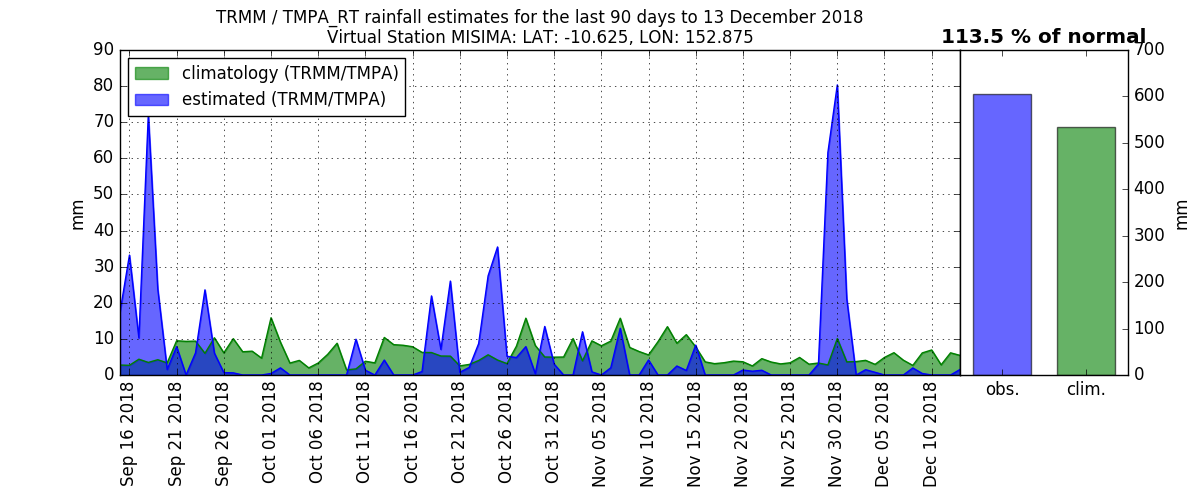 TRMM / TMPA_RT rainfall estimates for the last 90 days to 13 December 2018
Virtual Station MISIMA: LAT: -10.625, LON: 152.875
113.5 % of normal
climatology (TRMM/TMPA)
estimated (TRMM/TMPA)
90
80
70
60
50
40
30
20
10
0
mm
Sep 16 2018
Sep 21 2018
Sep 26 2018
Oct 01 2018
Oct 06 2018
Oct 11 2018
Oct 16 2018
Oct 21 2018
Oct 26 2018
Oct 31 2018
Nov 05 2018
Nov 10 2018
Nov 15 2018
Nov 20 2018
Nov 25 2018
Nov 30 2018
Dec 05 2018
Dec 10 2018
obs.
clim.
700
600
500
400
300
200
100
0
mm